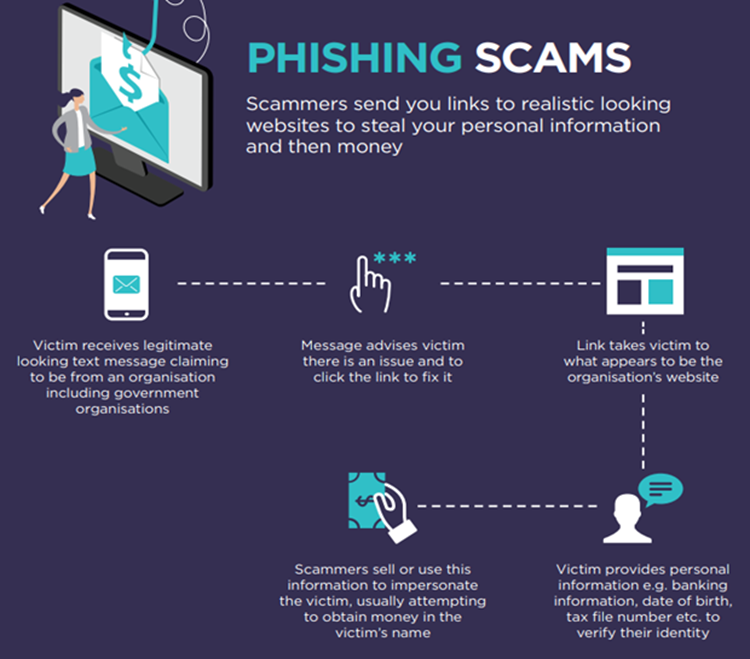 PHISHING SCAMS
Scammers send you links to realistic looking
websites to steal your personal information
and then money
$
***
Victim receives legitimate
looking text message claiming
to be from an organisation
including government
organisations
Message advises victim
there is an issue and to
click the link to fix it
Link takes victim to
what appears to be the
organisation's website
$
Scammers sell or use this
information to impersonate
the victim, usually attempting
to obtain money in the
victim's name
Victim provides personal
information e.g. banking
information, date of birth,
tax file number etc. to
verify their identity